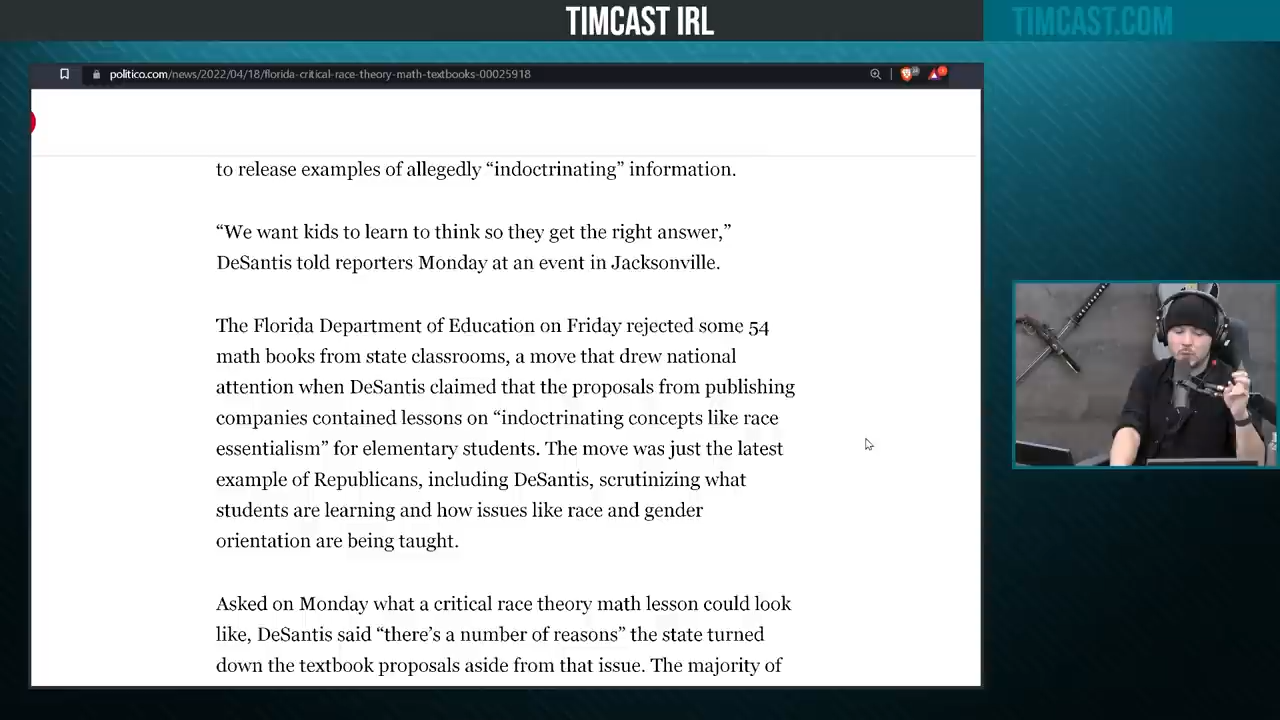 TIMCAST IRL
TIMCAST.COM
politico.com/news/2022/04/18/florida-critical-race-theory-math-textbooks-00025918
to release examples of allegedly “indoctrinating” information.
“We want kids to learn to think so they get the right answer,”
DeSantis told reporters Monday at an event in Jacksonville.
The Florida Department of Education on Friday rejected some 54
math books from state classrooms, a move that drew national
attention when DeSantis claimed that the proposals from publishing
companies contained lessons on “indoctrinating concepts like race
essentialism” for elementary students. The move was just the latest
example of Republicans, including DeSantis, scrutinizing what
students are learning and how issues like race and gender
orientation are being taught.
Asked on Monday what a critical race theory math lesson could look
like, DeSantis said “there’s a number of reasons” the state turned
down the textbook proposals aside from that issue. The majority of